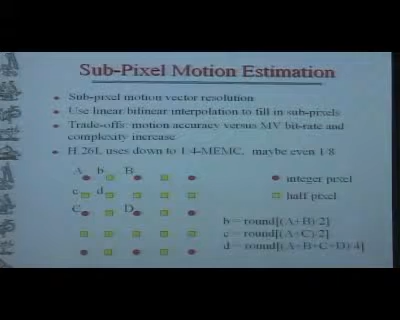 Sub-Pixel Motion Estimation
Sub-pixel motion vector resolution
Use linear bilinear interpolation to fill in sub-pixels
Trade-offs: motion accuracy versus MV bit-rate and
complexity increase
H.26L uses down to 1/4-MEMC, maybe even 1/8
A b B
c d
C D
integer pixel
half pixel
b = round[(A+B)/2]
c = round[(A+C)/2]
d = round[(A+B+C+D)/4]